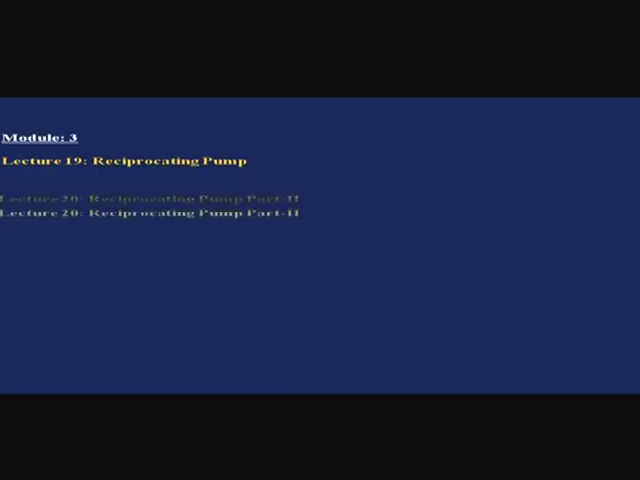 Module: 3
Lecture 19: Reciprocating Pump
Lecture 20: Reciprocating Pump Part-II
Lecture 20: Reciprocating Pump Part-II